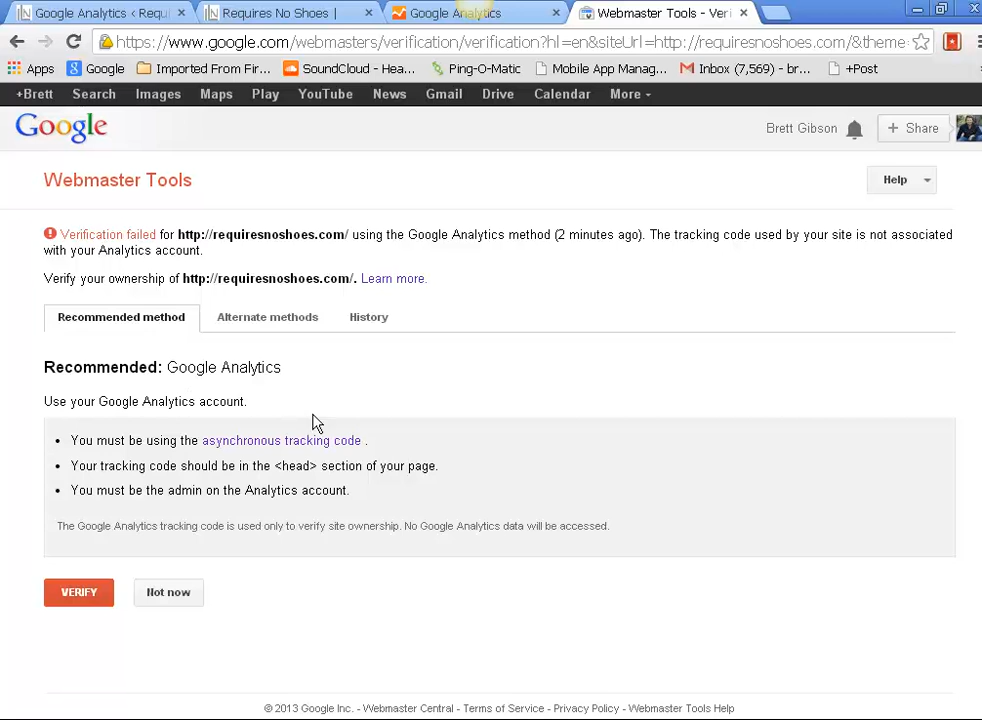 Google Analytics ‹ Requ
Requires No Shoes |
Google Analytics
Webmaster Tools - Veri
https://www.google.com/webmasters/verification/verification?hl=en&siteUrl=http://requiresnoshoes.com/&theme
Apps Google Imported From Fir... SoundCloud - Hea... Ping-O-Matic Mobile App Manag... Inbox (7,569) - br... +Post
+Brett Search Images Maps Play YouTube News Gmail Drive Calendar More
Google
Brett Gibson
+ Share
Webmaster Tools
Help
Verification failed for http://requiresnoshoes.com/ using the Google Analytics method (2 minutes ago). The tracking code used by your site is not associated
with your Analytics account.
Verify your ownership of http://requiresnoshoes.com/. Learn more.
Recommended method Alternate methods History
Recommended: Google Analytics
Use your Google Analytics account.
• You must be using the asynchronous tracking code .
• Your tracking code should be in the <head> section of your page.
• You must be the admin on the Analytics account.
The Google Analytics tracking code is used only to verify site ownership. No Google Analytics data will be accessed.
VERIFY
Not now
© 2013 Google Inc. - Webmaster Central - Terms of Service - Privacy Policy - Webmaster Tools Help